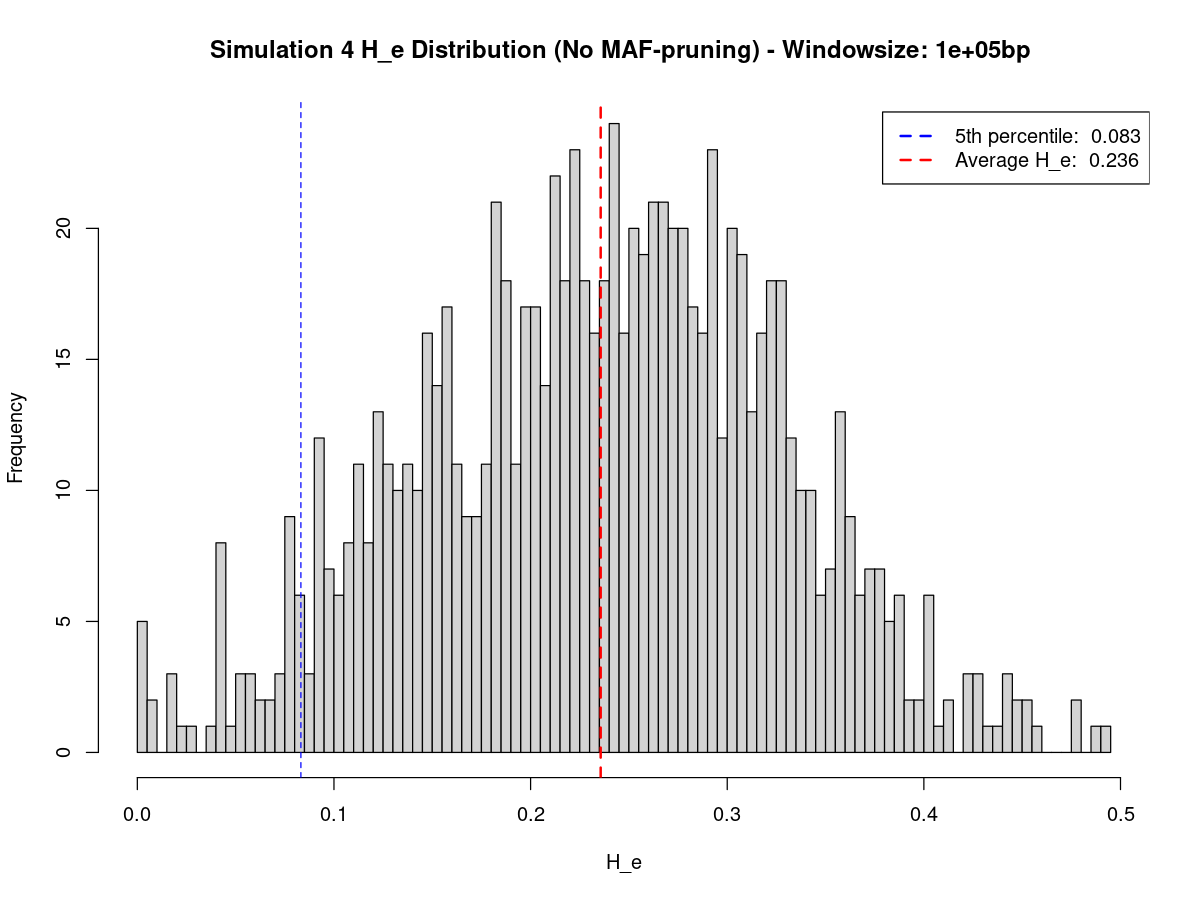 Simulation 4 H_e Distribution (No MAF-pruning) - Windowsize: 1e+05bp
5th percentile: 0.083
Average H_e: 0.236
Frequency
20
15
10
5
0
0.0 0.1 0.2 0.3 0.4 0.5
H_e